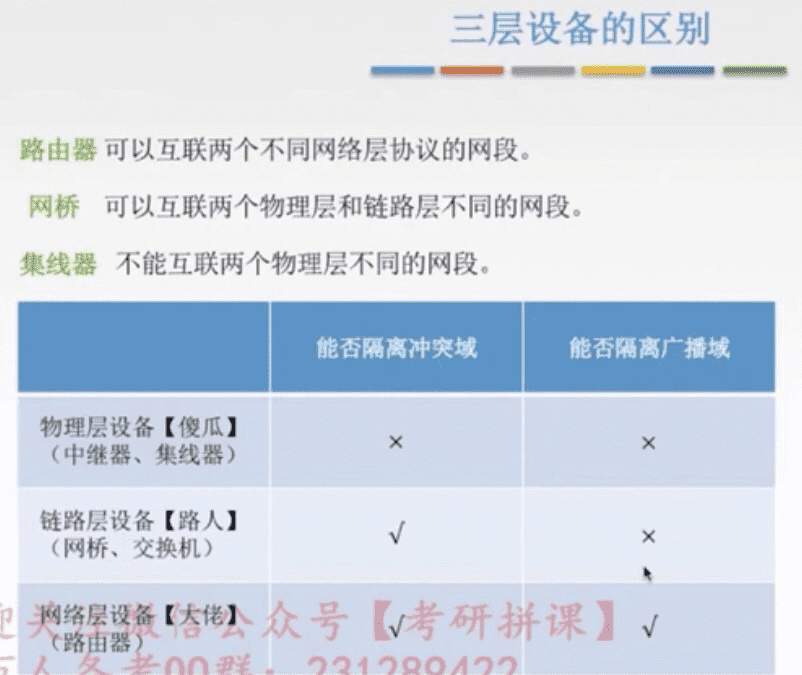 三层设备的区别
路由器 可以互联两个不同网络层协议的网段。
网桥 可以互联两个物理层和链路层不同的网段。
集线器 不能互联两个物理层不同的网段。
能否隔离冲突域 能否隔离广播域
物理层设备【傻瓜】
（中继器、集线器）
× ×
链路层设备【路人】
（网桥、交换机）
√ ×
网络层设备【大佬】
（路由器）
√ √
迎关注微信公众号【考研拼课】
万人备考QQ群：231289422